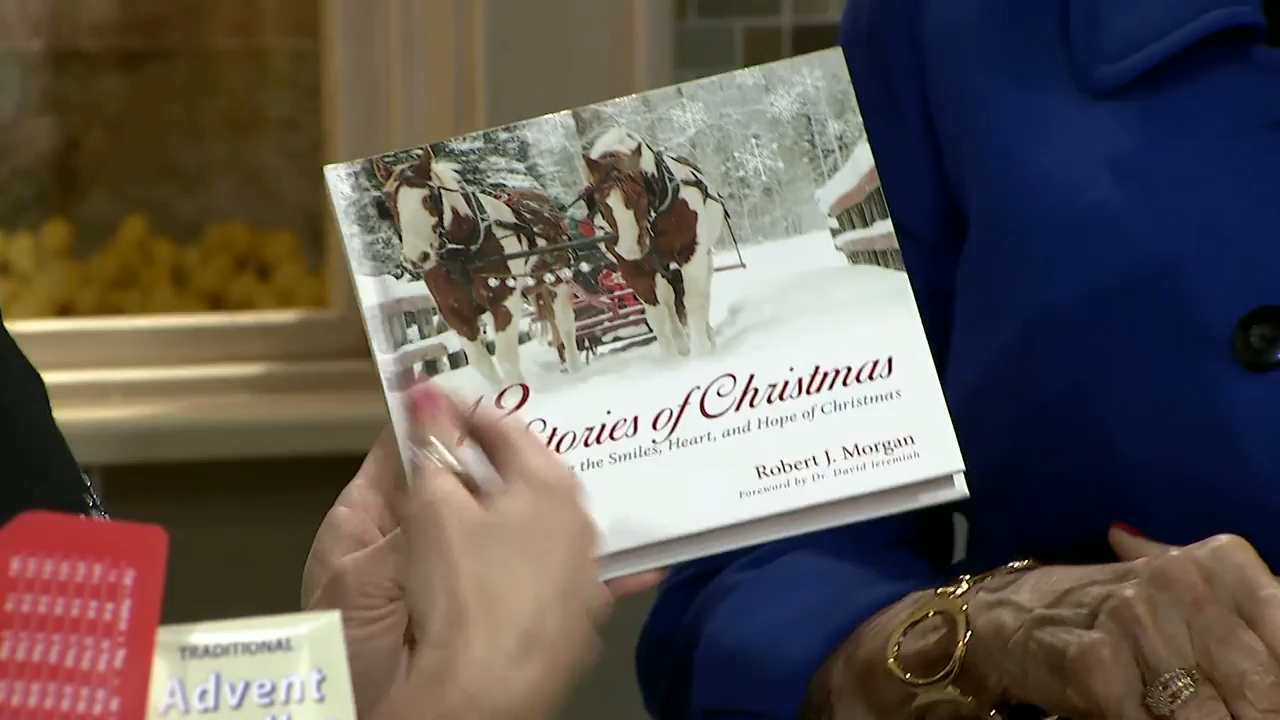 12 Stories of Christmas
the Smiles, Heart, and Hope of Christmas
Robert J. Morgan
Foreword by Dr. David Jeremiah
TRADITIONAL
Advent